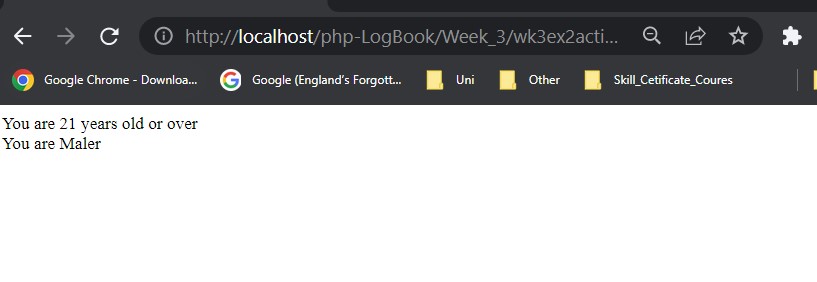 http://localhost/php-LogBook/Week_3/wk3ex2acti...
Google Chrome - Downloa... Google (England's Forgott... Uni Other Skill_Cetificate_Coures
You are 21 years old or over
You are Maler